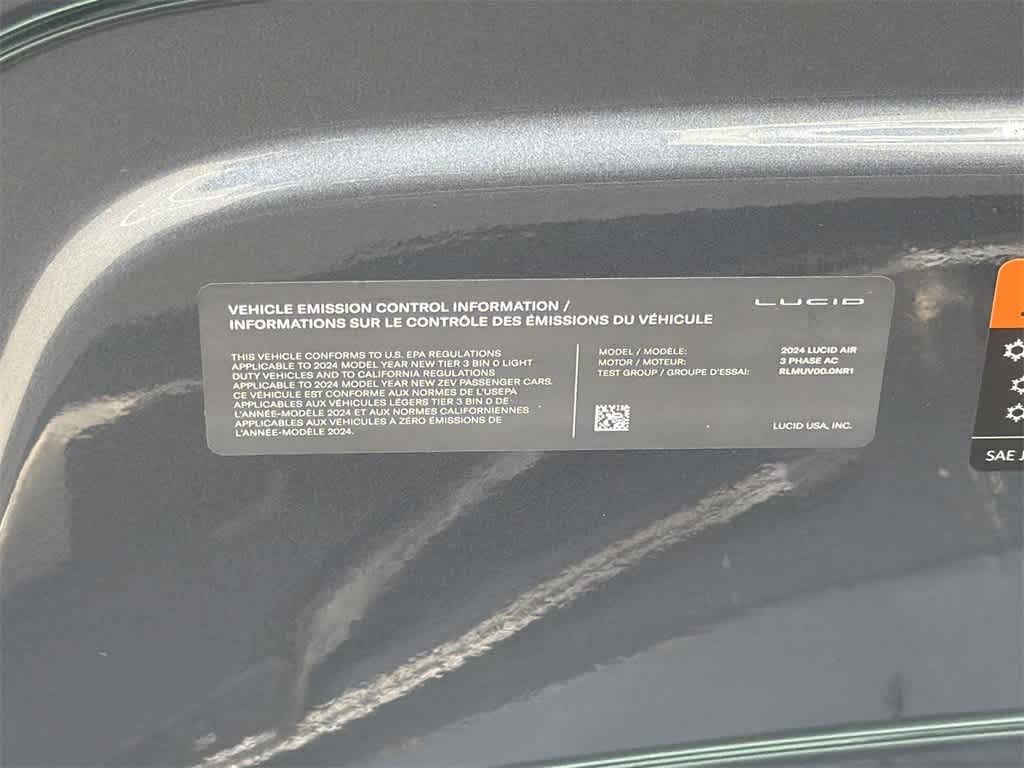 VEHICLE EMISSION CONTROL INFORMATION /
INFORMATIONS SUR LE CONTRÔLE DES ÉMISSIONS DU VÉHICULE
LUCID
THIS VEHICLE CONFORMS TO U.S. EPA REGULATIONS
APPLICABLE TO 2024 MODEL YEAR NEW TIER 3 BIN 0 LIGHT
DUTY VEHICLES AND TO CALIFORNIA REGULATIONS
APPLICABLE TO 2024 MODEL YEAR NEW ZEV PASSENGER CARS.
CE VÉHICULE EST CONFORME AUX NORMES DE L'USEPA
APPLICABLES AUX VÉHICULES LÉGERS TIER 3 BIN 0 DE
L'ANNÉE-MODÈLE 2024 ET AUX NORMES CALIFORNIENNES
APPLICABLES AUX VÉHICULES À ZÉRO ÉMISSIONS DE
L'ANNÉE-MODÈLE 2024.
MODEL / MODÈLE: 2024 LUCID AIR
MOTOR / MOTEUR: 3 PHASE AC
TEST GROUP / GROUPE D'ESSAI: RLMUV00.0NR1
LUCID USA, INC.
SAE J